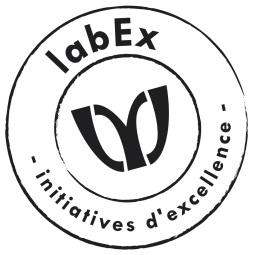 labEx
- initiatives d'excellence -